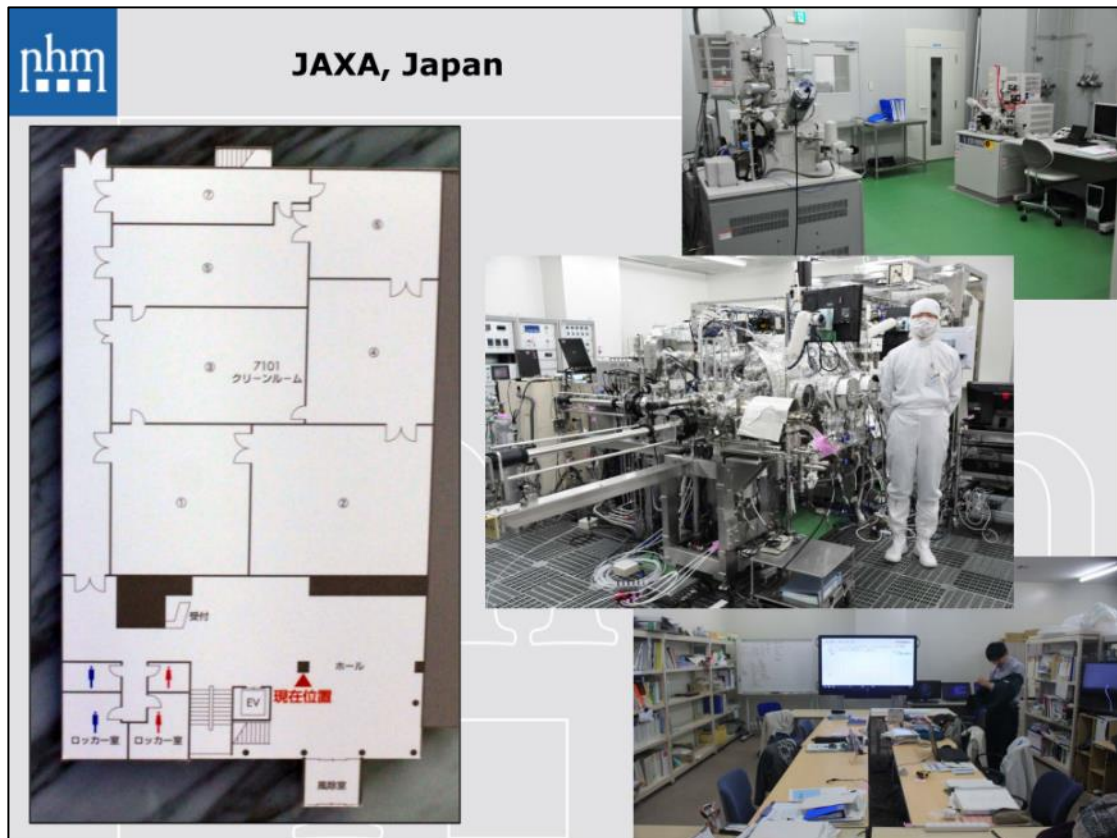 nhm
JAXA, Japan
⑦
⑥
⑤
④
③
7101
クリーンルーム
①
②
受付
ホール
EV
現在位置
ロッカー室
ロッカー室
風除室